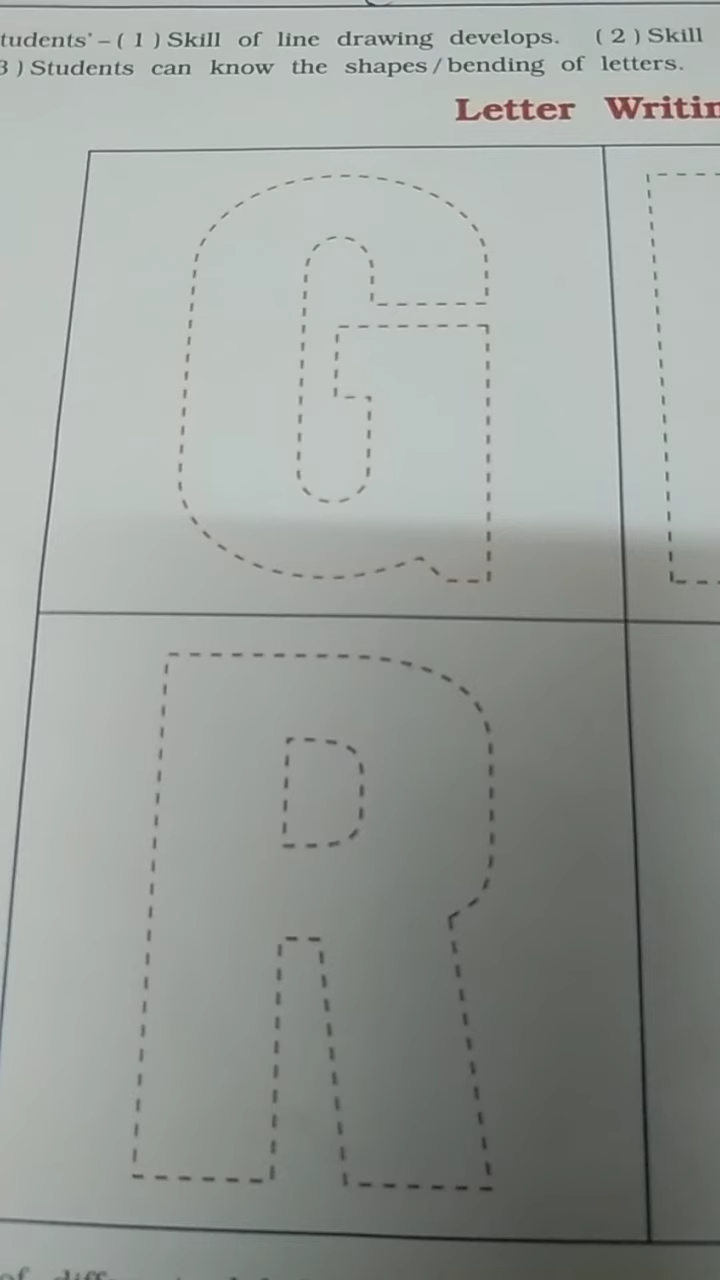 tudents' – ( 1 ) Skill of line drawing develops. ( 2 ) Skill
3 ) Students can know the shapes / bending of letters.
Letter Writin
G
R
of